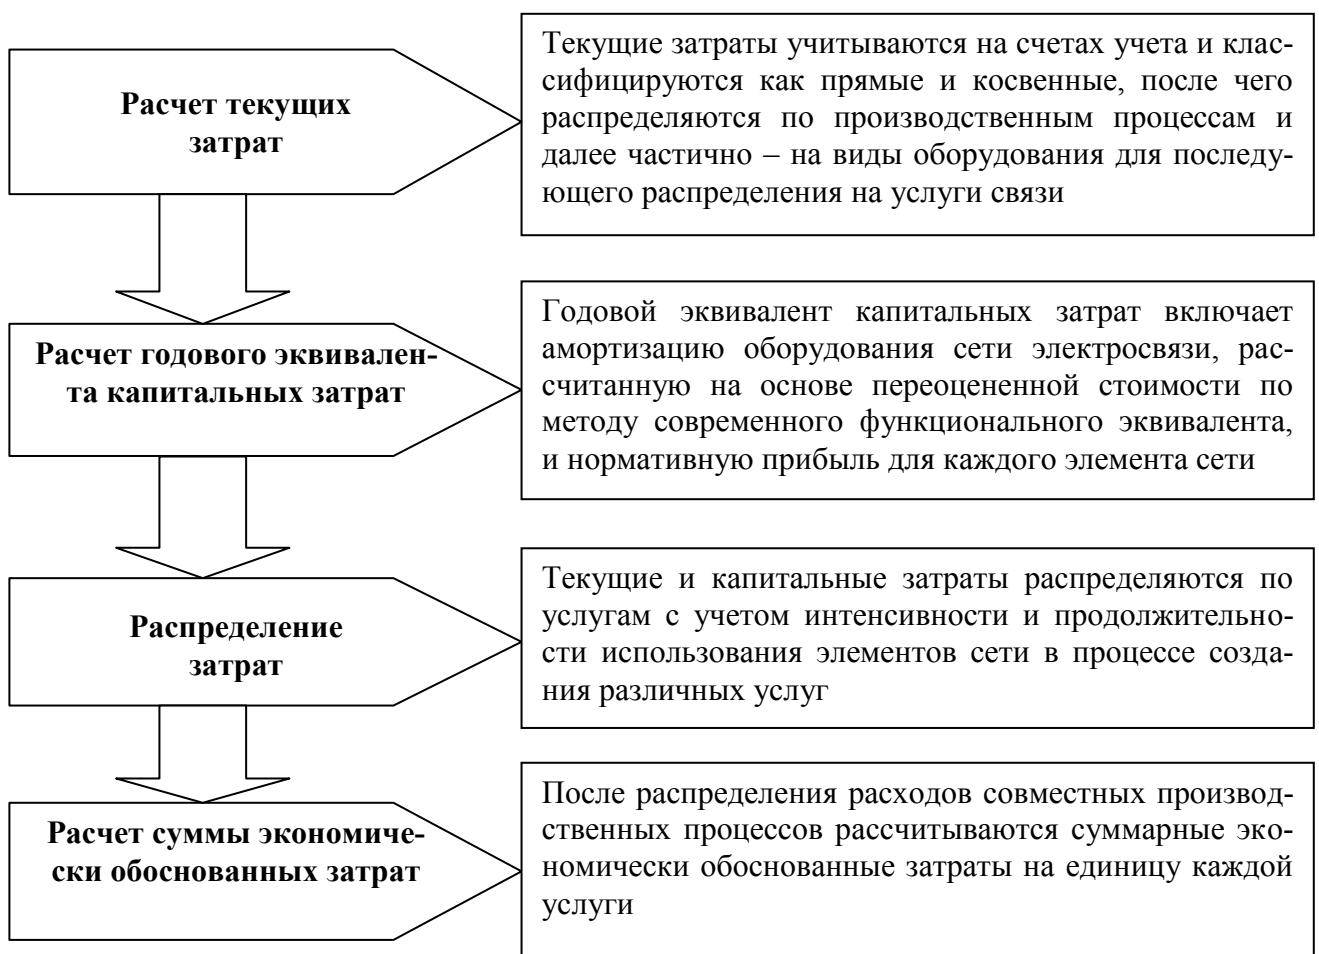 Расчет текущих
затрат
Текущие затраты учитываются на счетах учета и клас-
сифицируются как прямые и косвенные, после чего
распределяются по производственным процессам и
далее частично – на виды оборудования для последу-
ющего распределения на услуги связи
Расчет годового эквивален-
та капитальных затрат
Годовой эквивалент капитальных затрат включает
амортизацию оборудования сети электросвязи, рас-
считанную на основе переоцененной стоимости по
методу современного функционального эквивалента,
и нормативную прибыль для каждого элемента сети
Распределение
затрат
Текущие и капитальные затраты распределяются по
услугам с учетом интенсивности и продолжительно-
сти использования элементов сети в процессе созда-
ния различных услуг
Расчет суммы экономиче-
ски обоснованных затрат
После распределения расходов совместных производ-
ственных процессов рассчитываются суммарные эко-
номически обоснованные затраты на единицу каждой
услуги